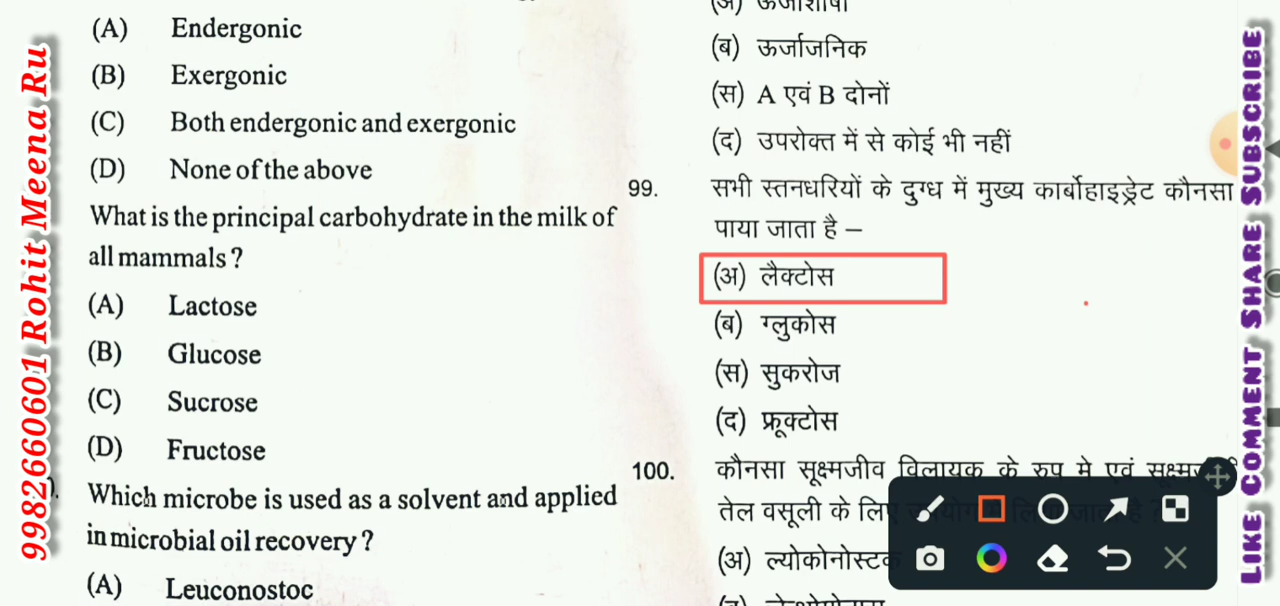 9982660601 Rohit Meena Ru
(A) Endergonic
(B) Exergonic
(C) Both endergonic and exergonic
(D) None of the above
What is the principal carbohydrate in the milk of
all mammals ?
(A) Lactose
(B) Glucose
(C) Sucrose
(D) Fructose
Which microbe is used as a solvent and applied
in microbial oil recovery ?
(A) Leuconostoc
(ब) ऊर्जाजनिक
(स) A एवं B दोनों
(द) उपरोक्त में से कोई भी नहीं
99. सभी स्तनधरियों के दुग्ध में मुख्य कार्बोहाइड्रेट कौनसा
पाया जाता है –
(अ) लैक्टोस
(ब) ग्लुकोस
(स) सुकरोज
(द) फ्रूक्टोस
100. कौनसा सूक्ष्मजीव विलायक के रुप मे एवं
तेल वसूली के
(अ)
LIKE COMMENT SHARE SUBSCRIBE